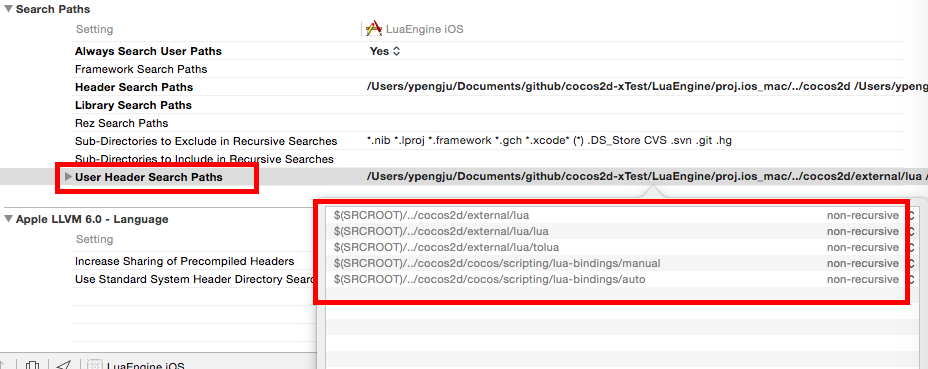 Search Paths
Setting LuaEngine iOS
Always Search User Paths Yes
Framework Search Paths
Header Search Paths /Users/ypengju/Documents/github/cocos2d-xTest/LuaEngine/proj.ios_mac/../cocos2d /Users/ypeng
Library Search Paths
Rez Search Paths
Sub-Directories to Exclude in Recursive Searches *.nib *.lproj *.framework *.gch *.xcode* (*) .DS_Store CVS .svn .git .hg
Sub-Directories to Include in Recursive Searches
User Header Search Paths /Users/ypengju/Documents/github/cocos2d-xTest/LuaEngine/proj.ios_mac/../cocos2d/external/lua /
Apple LLVM 6.0 - Language
Setting
Increase Sharing of Precompiled Headers
Use Standard System Header Directory Sear
$(SRCROOT)/../cocos2d/external/lua non-recursive
$(SRCROOT)/../cocos2d/external/lua/lua non-recursive
$(SRCROOT)/../cocos2d/external/lua/tolua non-recursive
$(SRCROOT)/../cocos2d/cocos/scripting/lua-bindings/manual non-recursive
$(SRCROOT)/../cocos2d/cocos/scripting/lua-bindings/auto non-recursive
LuaEngine iOS